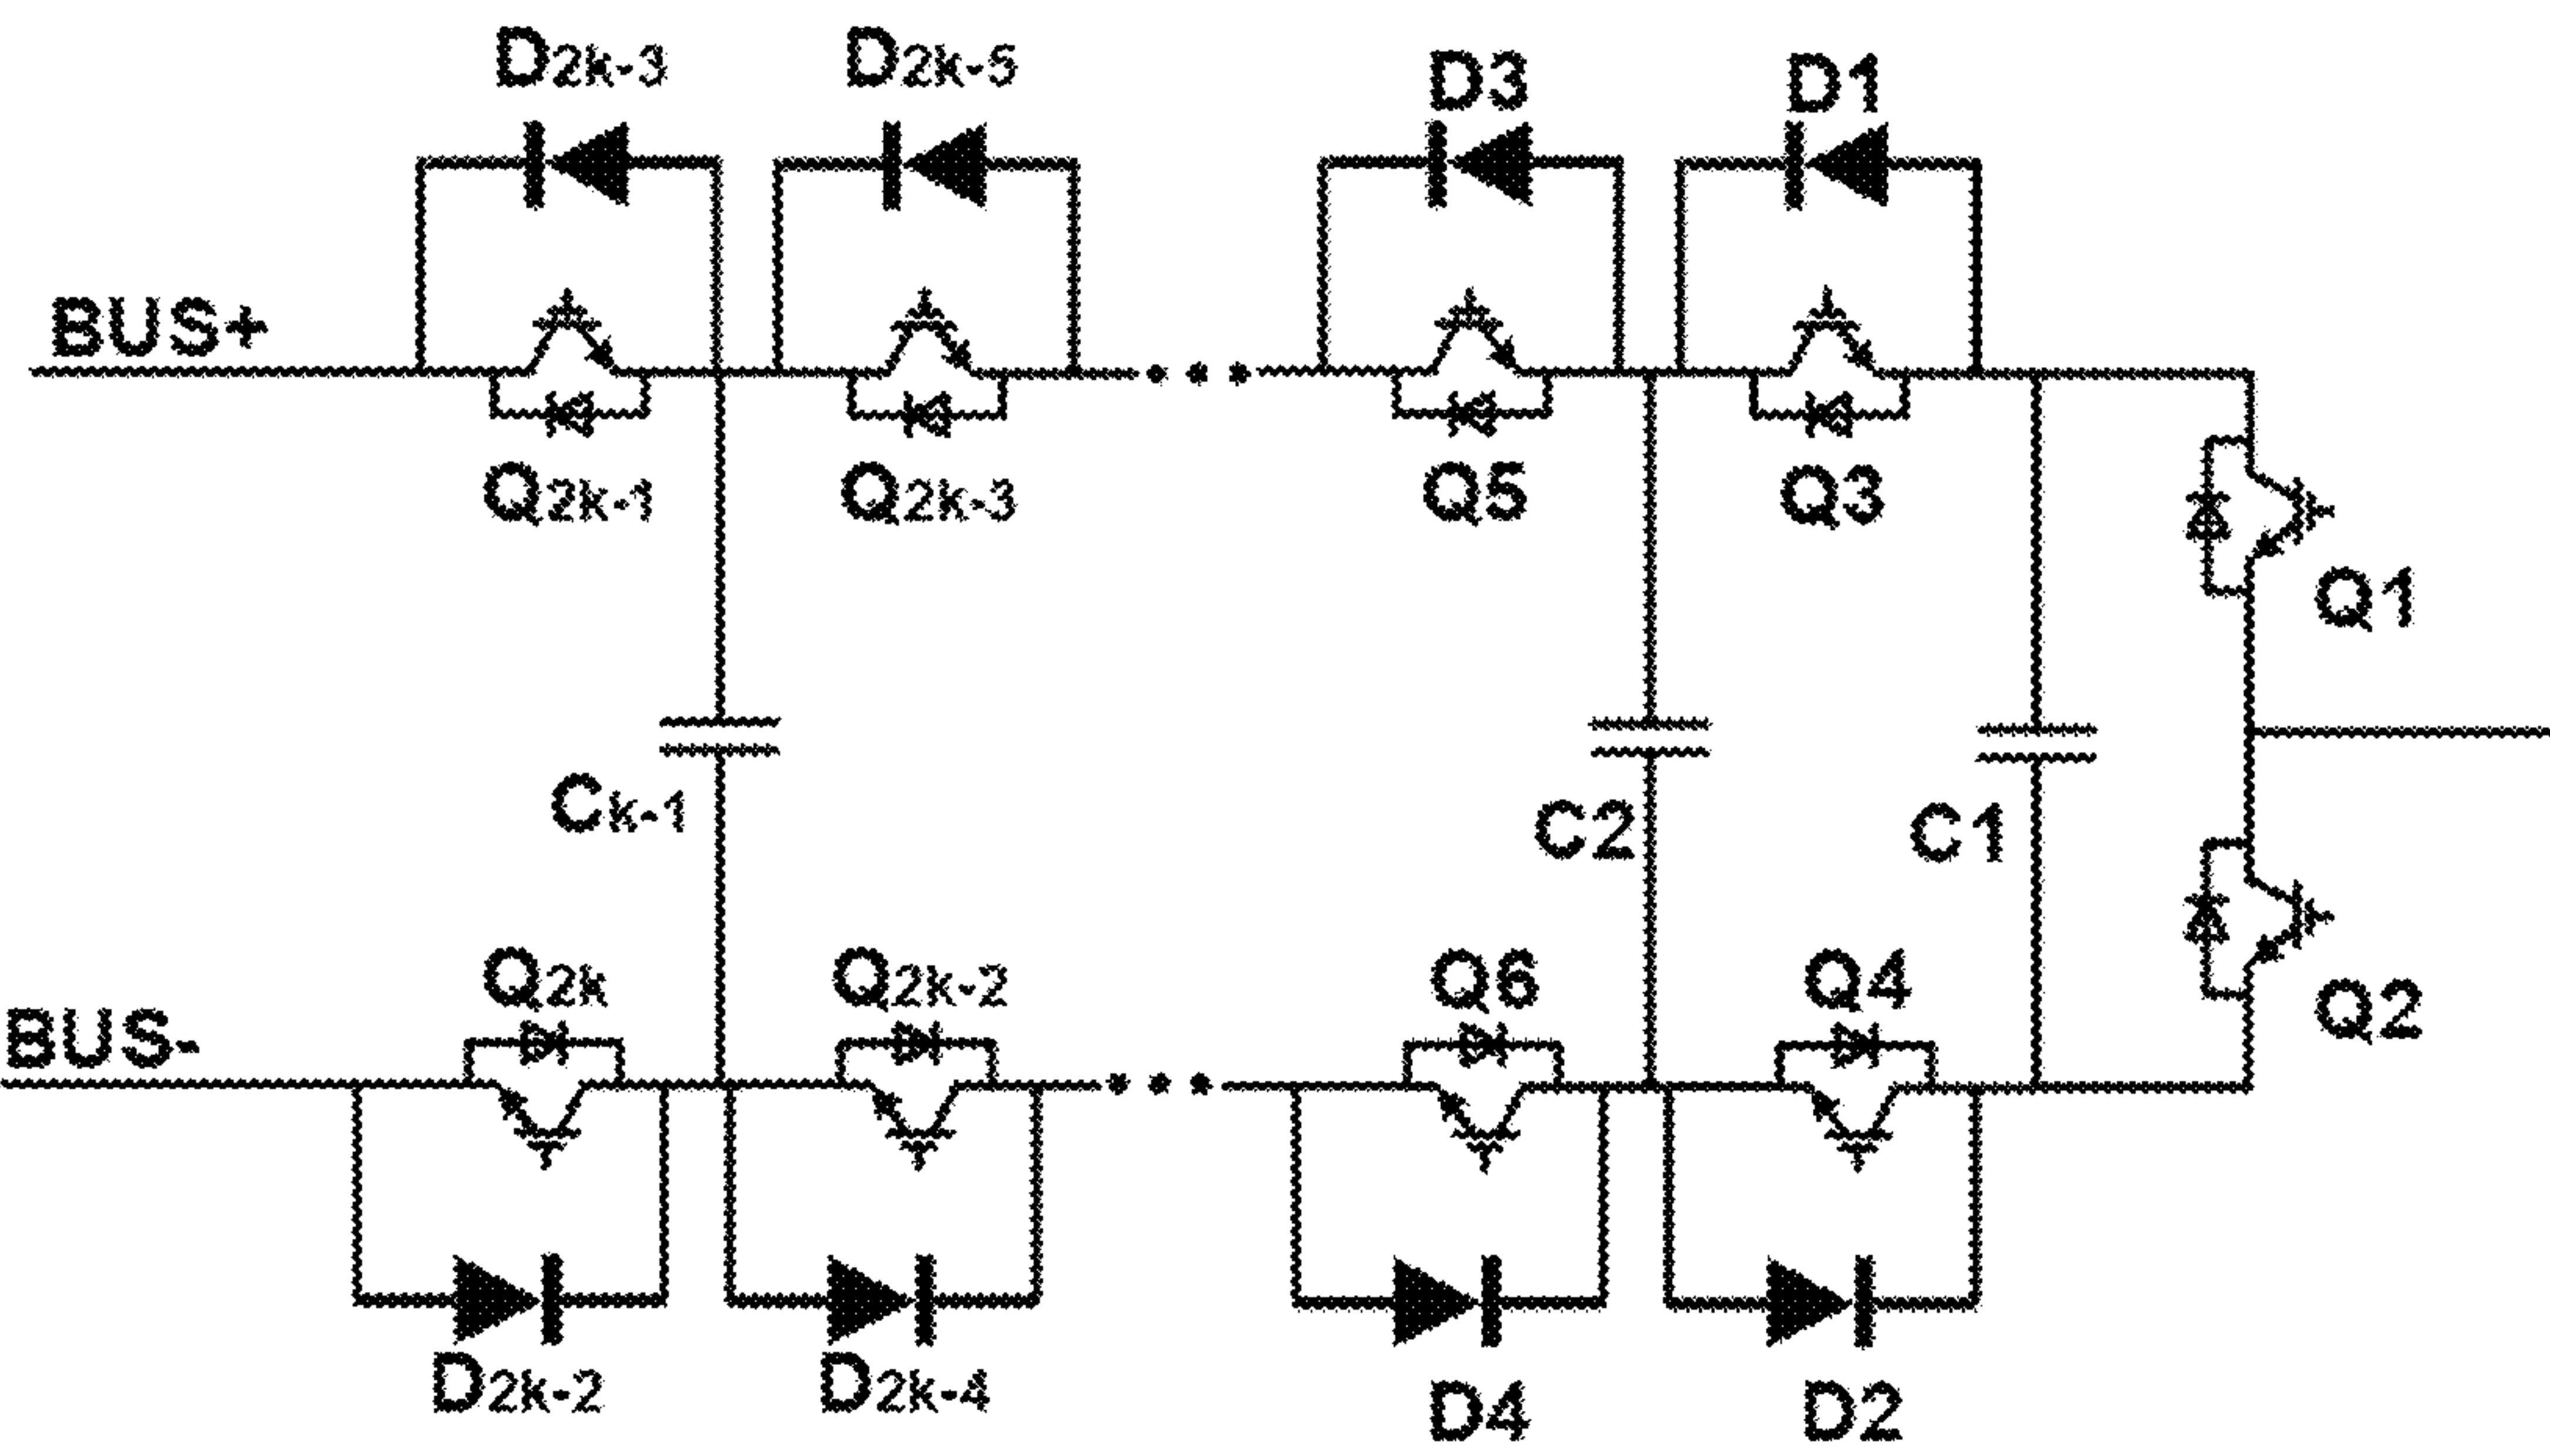 D2k-3 D2k-5 D3 D1
BUS+
Q2k-1 Q2k-3 Q5 Q3
Q1
Ck-1 C2 C1
Q2k Q2k-2 Q6 Q4
BUS- Q2
D2k-2 D2k-4 D4 D2